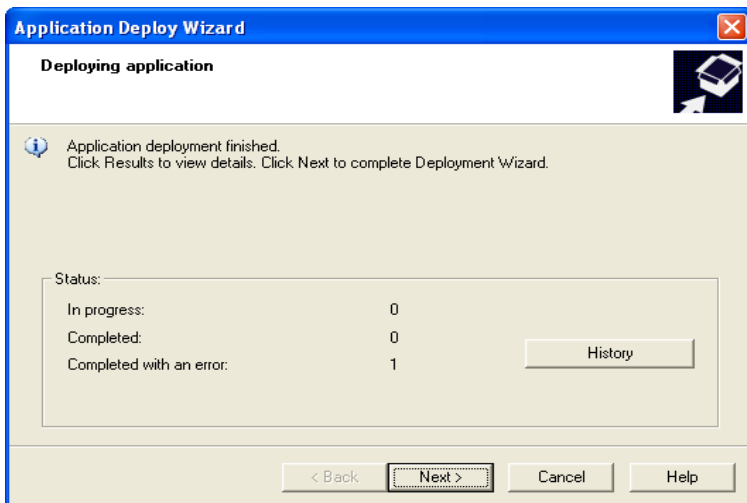 Application Deploy Wizard
Deploying application
Application deployment finished.
Click Results to view details. Click Next to complete Deployment Wizard.
Status:
In progress: 0
Completed: 0
Completed with an error: 1
History
< Back Next > Cancel Help